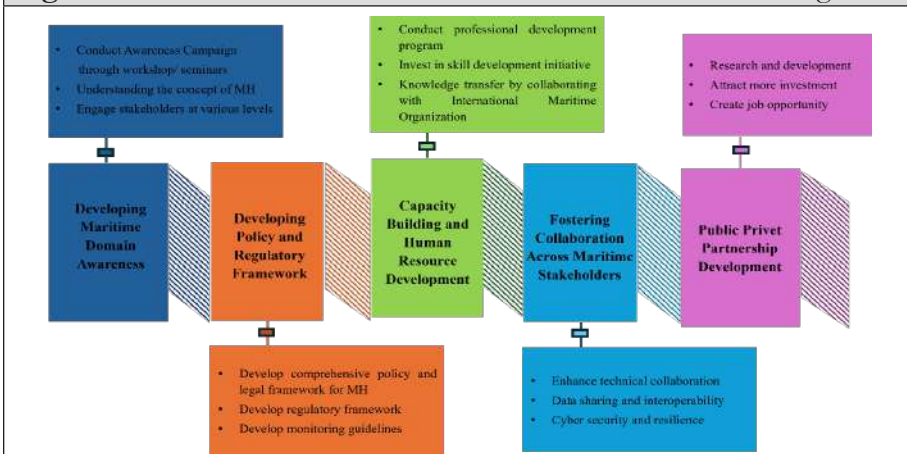 • Conduct Awareness Campaign
through workshop/ seminars
• Understanding the concept of MH
• Engage stakeholders at various levels
• Conduct professional development
program
• Invest in skill development initiative
• Knowledge transfer by collaborating
with International Maritime
Organization
• Research and development
• Attract more investment
• Create job opportunity
Developing
Maritime
Domain
Awareness
Developing
Policy and
Regulatory
Framework
Capacity
Building and
Human
Resource
Development
Fostering
Collaboration
Across Maritime
Stakeholders
Public Privet
Partnership
Development
• Develop comprehensive policy and
legal framework for MH
• Develop regulatory framework
• Develop monitoring guidelines
• Enhance technical collaboration
• Data sharing and interoperability
• Cyber security and resilience